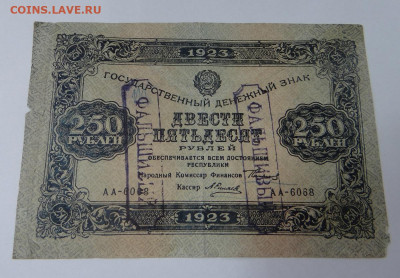 COINS.LAVE.RU
1923
ГОСУДАРСТВЕННЫЙ ДЕНЕЖНЫЙ ЗНАК
250 ДВЕСТИ 250
РУБЛЕЙ ПЯТЬДЕСЯТ РУБЛЕЙ
РУБЛЕЙ
ОБЕСПЕЧИВАЕТСЯ ВСЕМ ДОСТОЯНИЕМ
РЕСПУБЛИКИ
Народный Комиссар Финансов
Кассир
АА-6068 АА-6068
1923